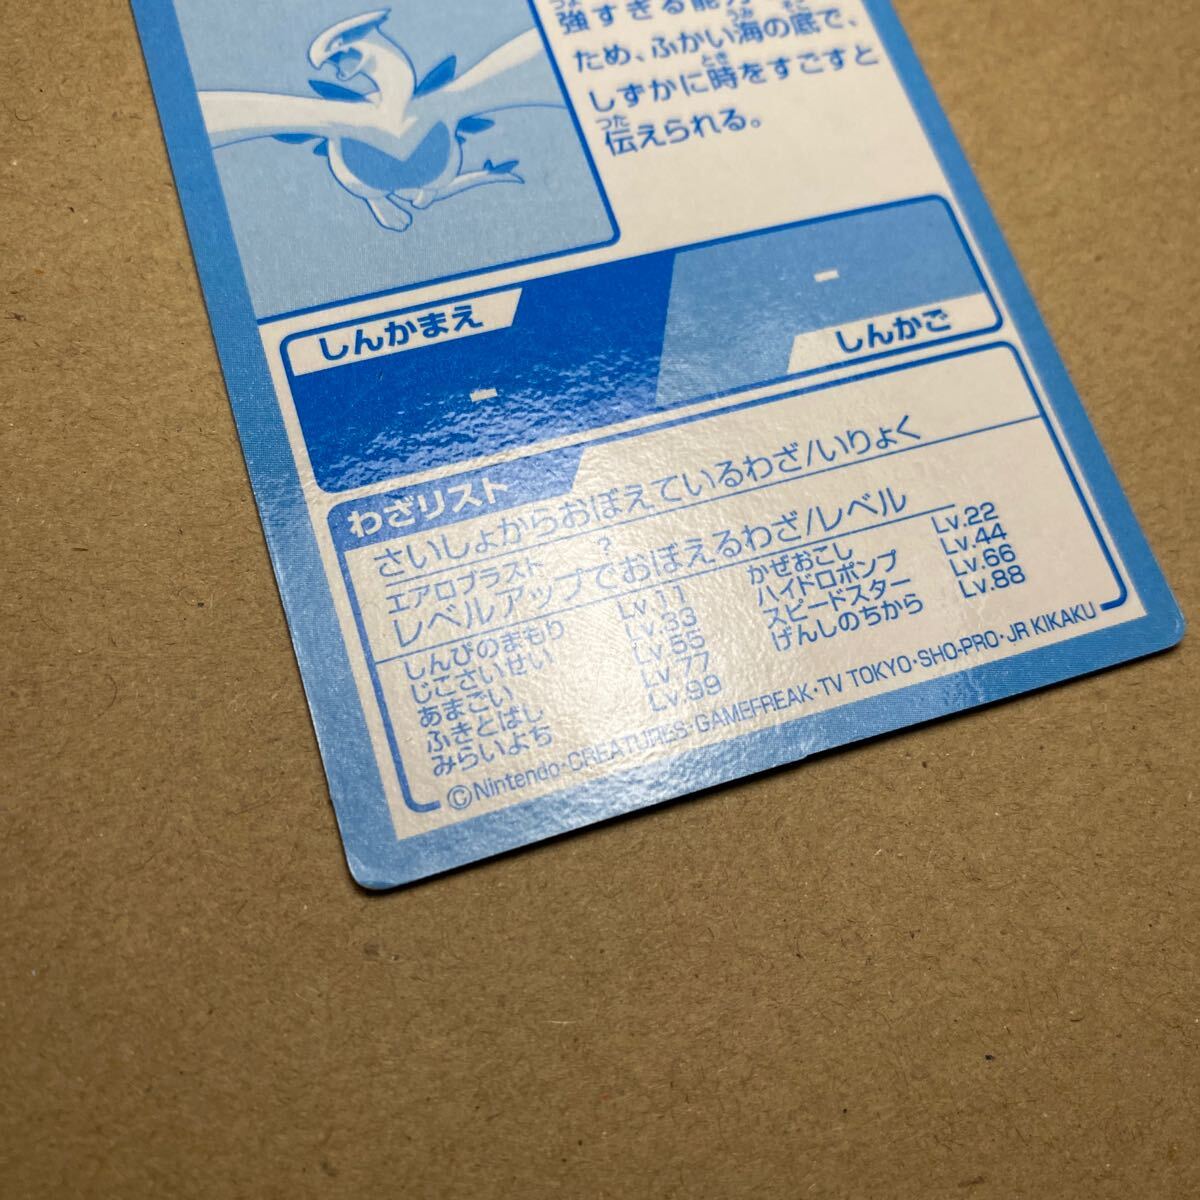 強すぎる能力
ため、ふかい海の底で、
しずかに時をすごすと
伝えられる。
しんかまえ
-
-
しんかご
わざリスト
さいしょからおぼえているわざ/いりょく
エアロブラスト ?
レベルアップでおぼえるわざ/レベル
しんぴのまもり Lv.11 かぜおこし Lv.22
じこさいせい Lv.33 ハイドロポンプ Lv.44
あまごい Lv.55 スピードスター Lv.66
ふきとばし Lv.77 げんしのちから Lv.88
みらいよち Lv.99
©Nintendo・CREATURES・GAMEFREAK・TV TOKYO・SHO-PRO・JR KIKAKU